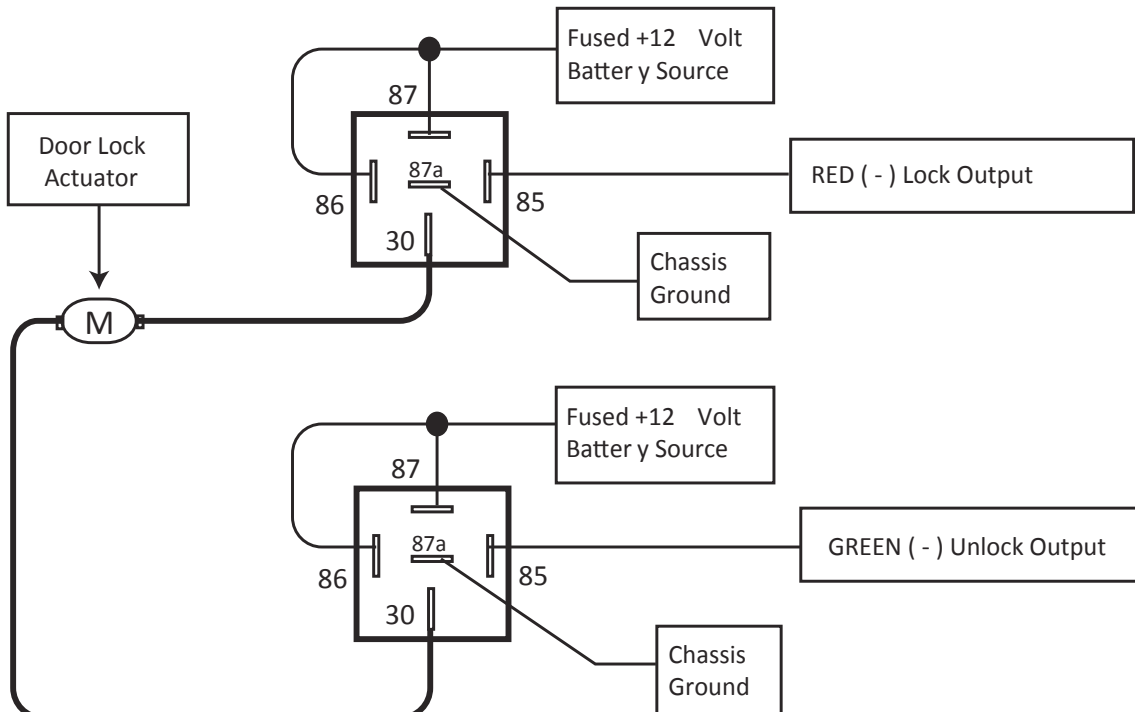 Fused +12 Volt
Batter y Source
87
Door Lock
Actuator
87a
RED ( - ) Lock Output
86
85
30
Chassis
Ground
M
Fused +12 Volt
Batter y Source
87
87a
GREEN ( - ) Unlock Output
86
85
30
Chassis
Ground